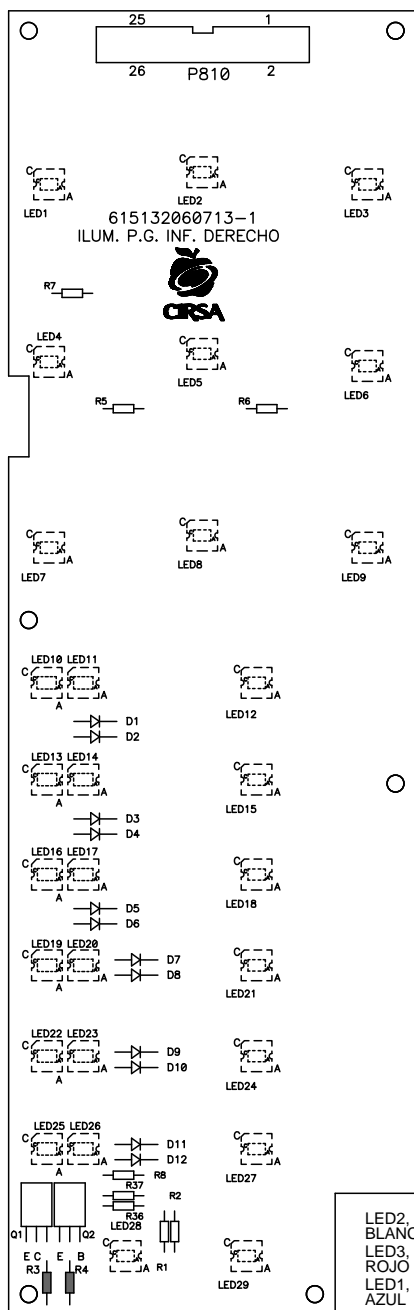 25 1
26 P810 2
C A LED1
C A LED2
C A LED3
615132060713-1
ILUM. P.G. INF. DERECHO
CIRSA
R7
LED4 C A
C A LED5
C A LED6
R5 R6
C A LED7
C A LED8
C A LED9
LED10 LED11
C A A
C A LED12
D1
D2
LED13 LED14
C A A
C A LED15
D3
D4
LED16 LED17
C A A
C A LED18
D5
D6
LED19 LED20
C A A
D7
D8
C A LED21
LED22 LED23
C A A
D9
D10
C A LED24
LED25 LED26
C A A
D11
D12
C A LED27
R8
R37
R36
R2
R1
Q1 Q2
E C E B
R3 R4
LED28
C A
C A
LED29
LED2,
BLANC
LED3,
ROJO
LED1,
AZUL